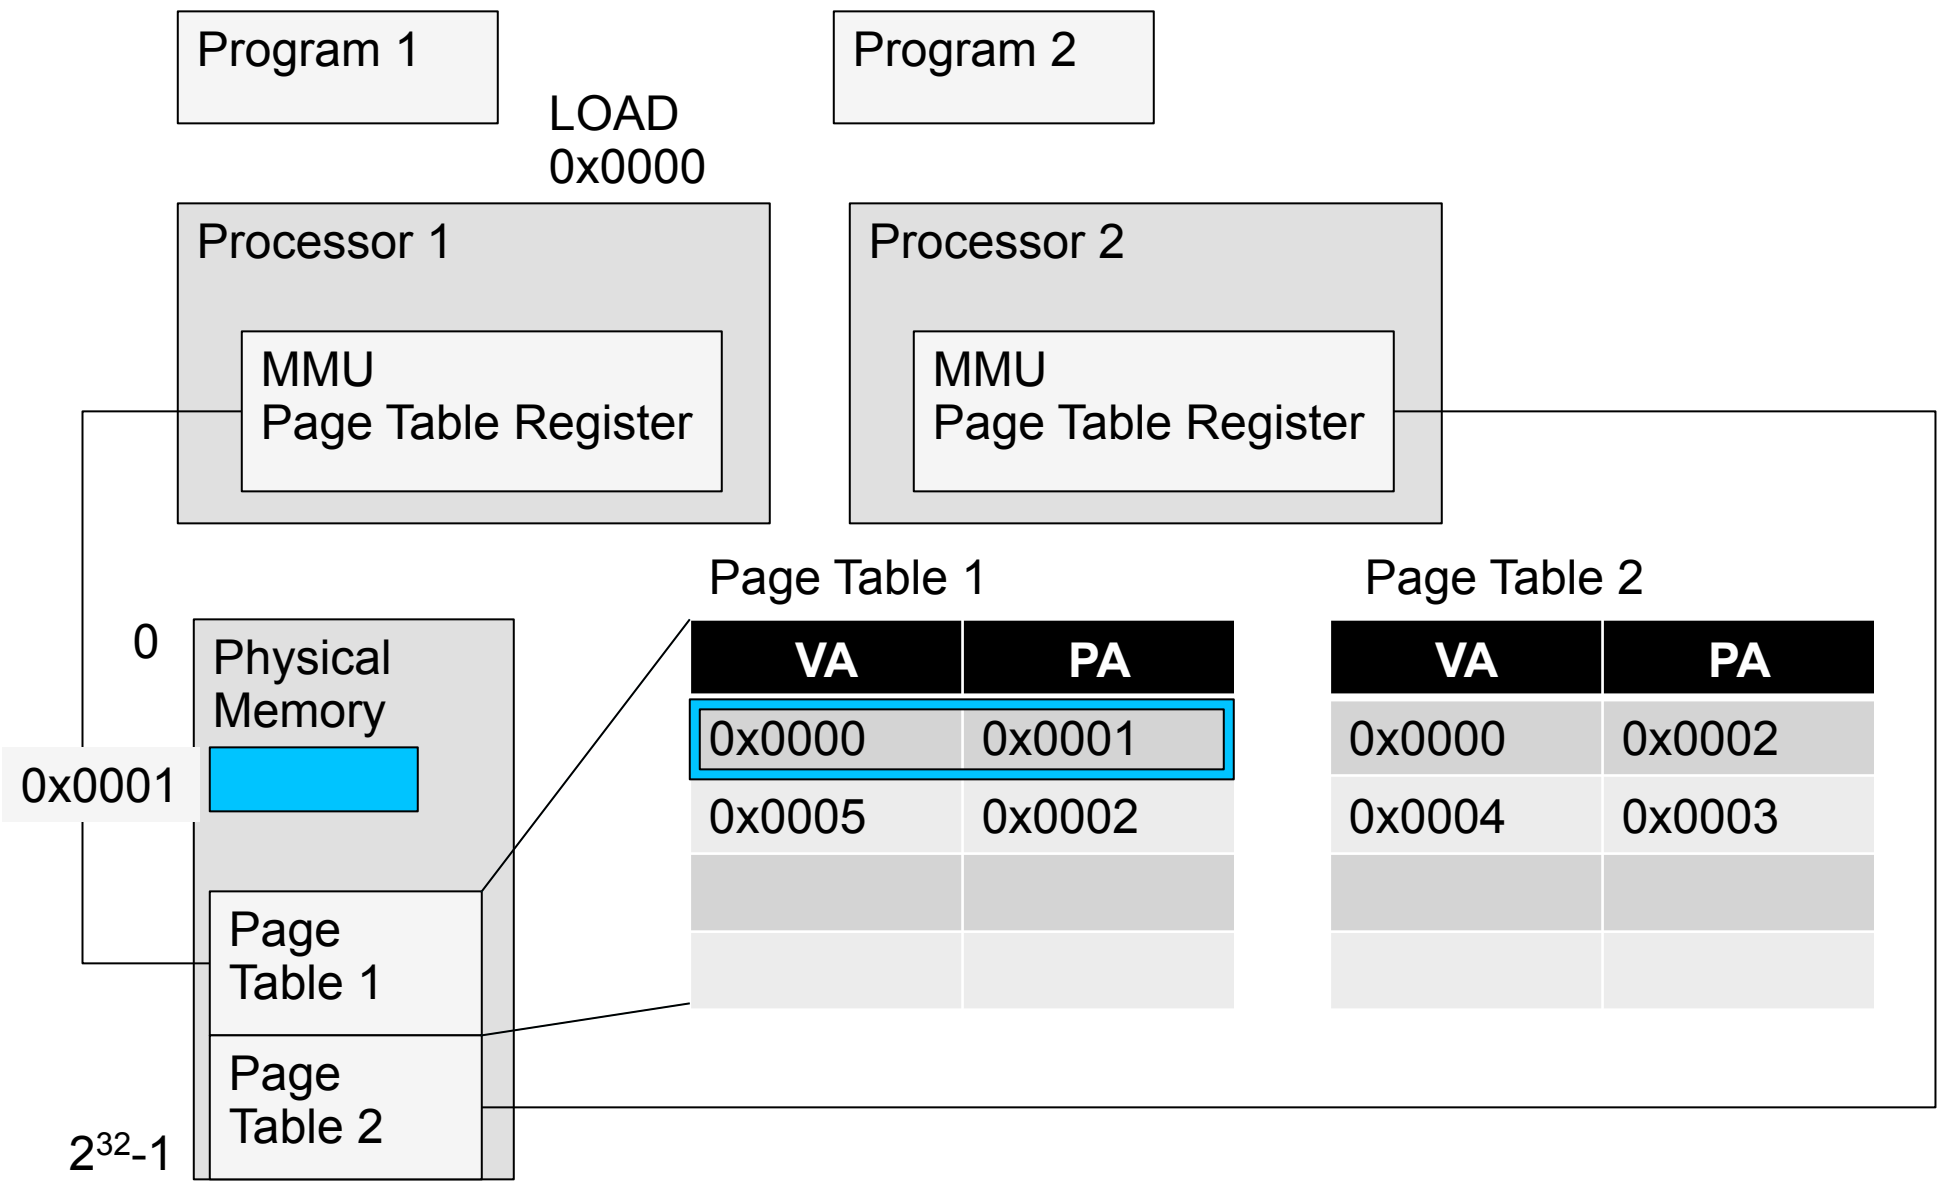 Program 1
Program 2
LOAD
0x0000
Processor 1
Processor 2
MMU
Page Table Register
MMU
Page Table Register
Page Table 1
Page Table 2
0
Physical
Memory
0x0001
Page
Table 1
Page
Table 2
2³²-1
VA PA
0x0000 0x0001
0x0005 0x0002
VA PA
0x0000 0x0002
0x0004 0x0003